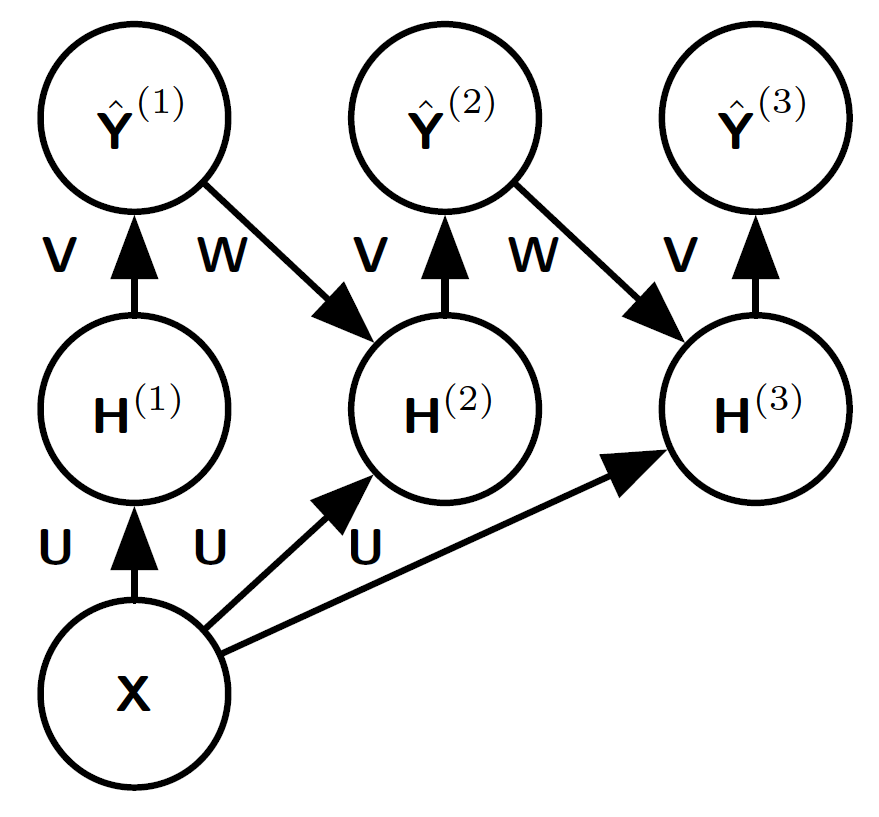 Ŷ⁽¹⁾ Ŷ⁽²⁾ Ŷ⁽³⁾
V W V W V
H⁽¹⁾ H⁽²⁾ H⁽³⁾
U U U
X